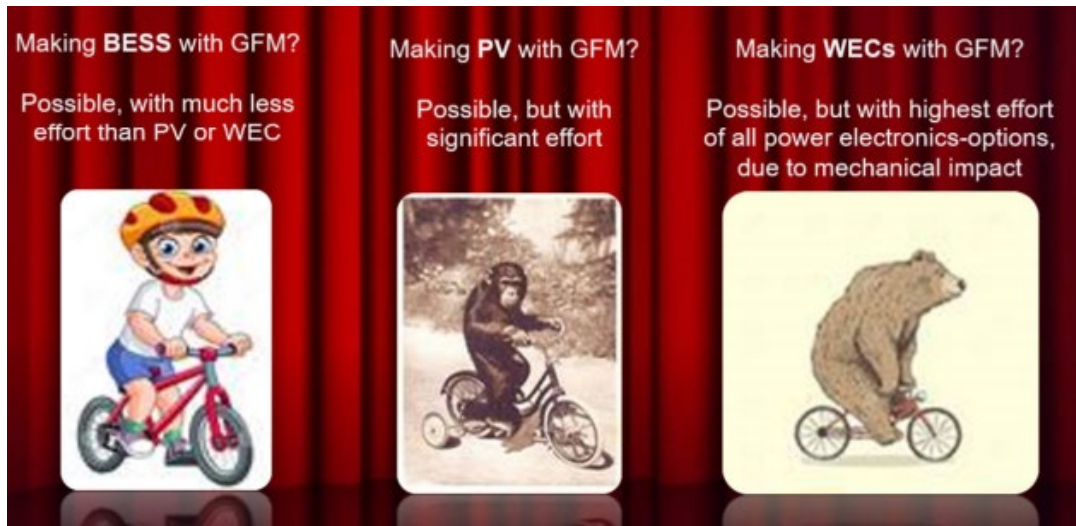 Making BESS with GFM?
Possible, with much less
effort than PV or WEC
Making PV with GFM?
Possible, but with
significant effort
Making WECs with GFM?
Possible, but with highest effort
of all power electronics-options,
due to mechanical impact